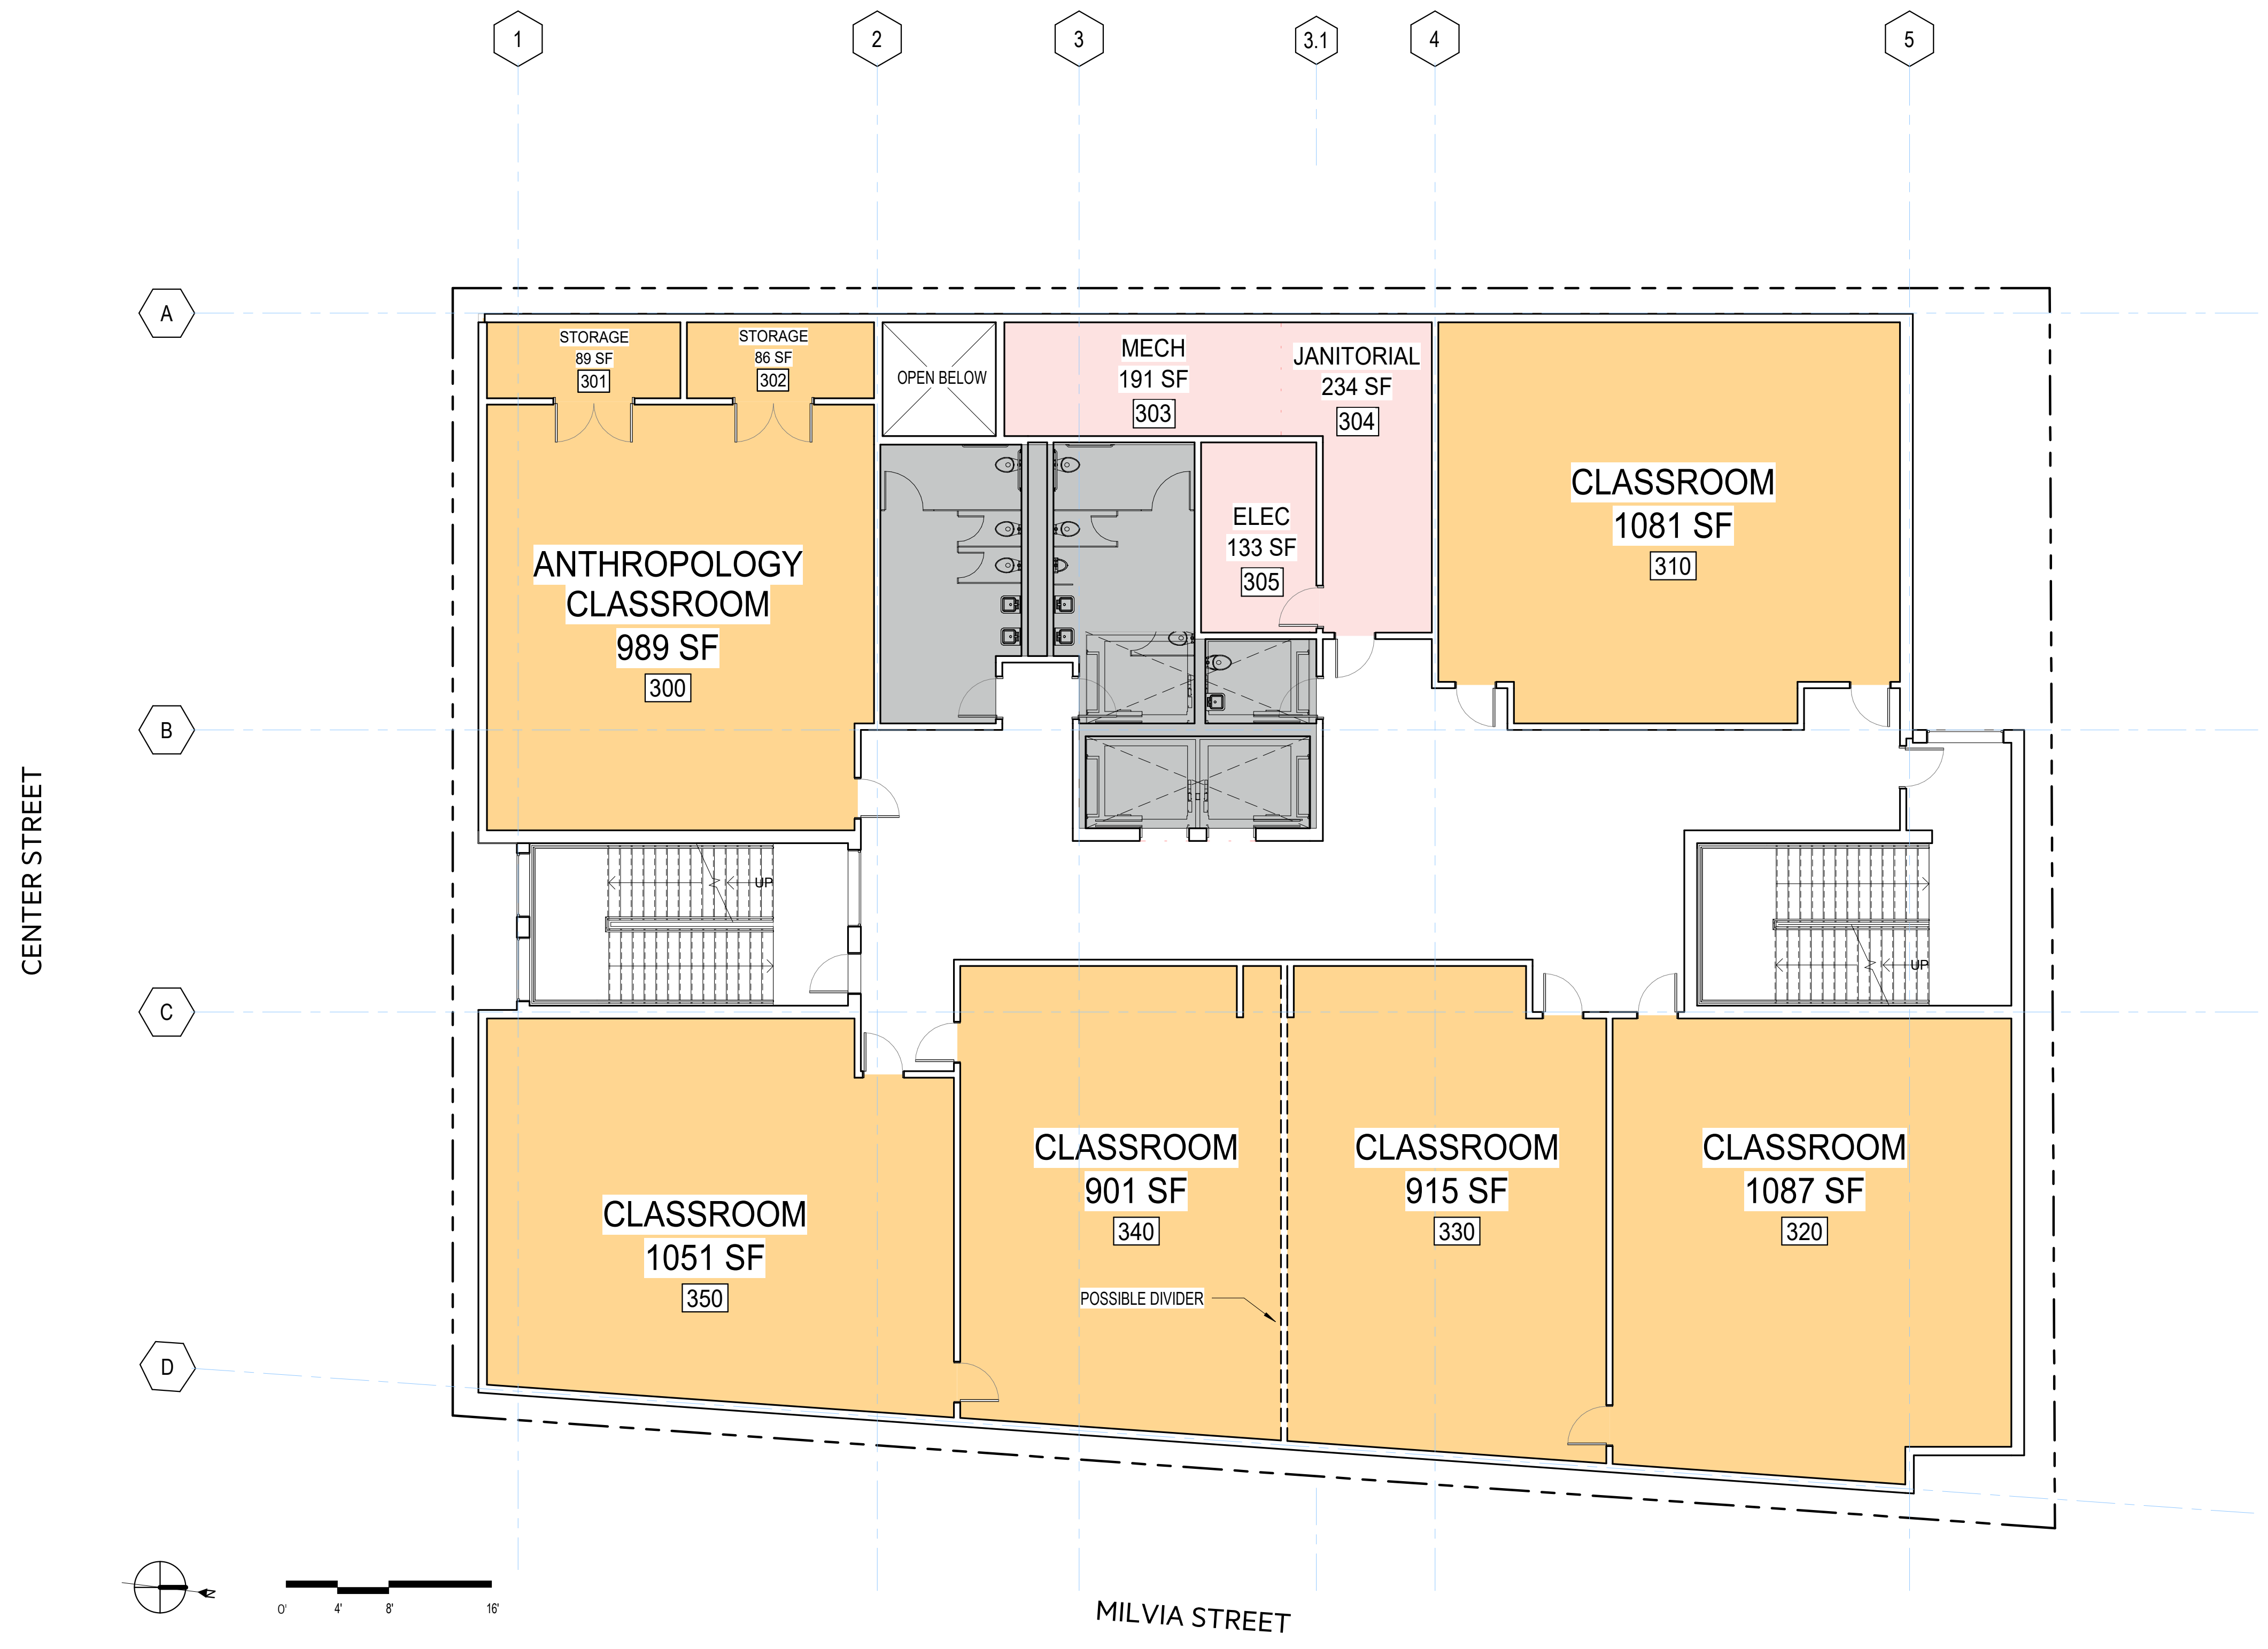 1
2
3
3.1
4
5
A
B
C
D
CENTER STREET
STORAGE
89 SF
301
STORAGE
86 SF
302
OPEN BELOW
MECH
191 SF
303
JANITORIAL
234 SF
304
ELEC
133 SF
305
CLASSROOM
1081 SF
310
ANTHROPOLOGY
CLASSROOM
989 SF
300
UP
UP
CLASSROOM
1051 SF
350
CLASSROOM
901 SF
340
POSSIBLE DIVIDER
CLASSROOM
915 SF
330
CLASSROOM
1087 SF
320
N
0'
4'
8'
16'
MILVIA STREET